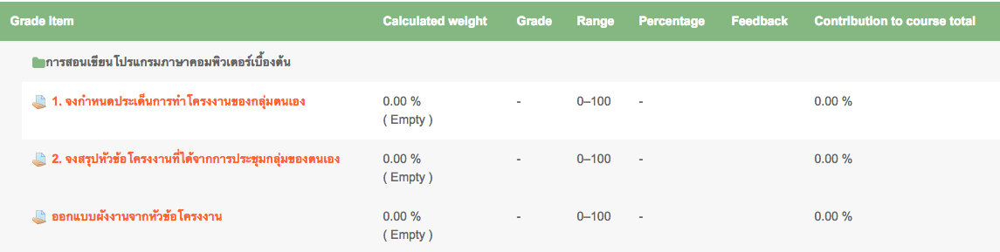 Grade item Calculated weight Grade Range Percentage Feedback Contribution to course total
การสอนเขียนโปรแกรมภาษาคอมพิวเตอร์เบื้องต้น
1. จงกำหนดประเด็นการทำโครงงานของกลุ่มตนเอง 0.00 % - 0–100 - 0.00 %
( Empty )
2. จงสรุปหัวข้อโครงงานที่ได้จากการประชุมกลุ่มของตนเอง 0.00 % - 0–100 - 0.00 %
( Empty )
ออกแบบผังงานจากหัวข้อโครงงาน 0.00 % - 0–100 - 0.00 %
( Empty )